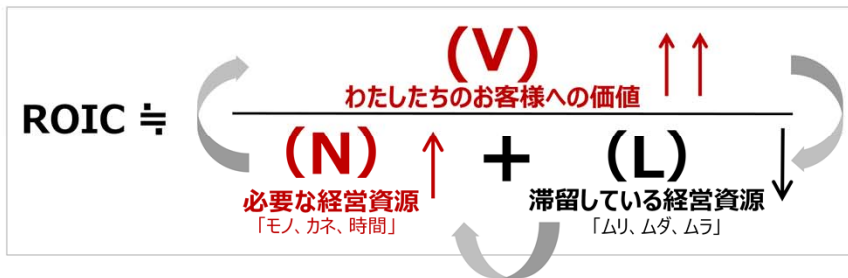 (V)
わたしたちのお客様への価値
ROIC ≒
(N) + (L)
必要な経営資源 滞留している経営資源
「モノ、カネ、時間」 「ムリ、ムダ、ムラ」